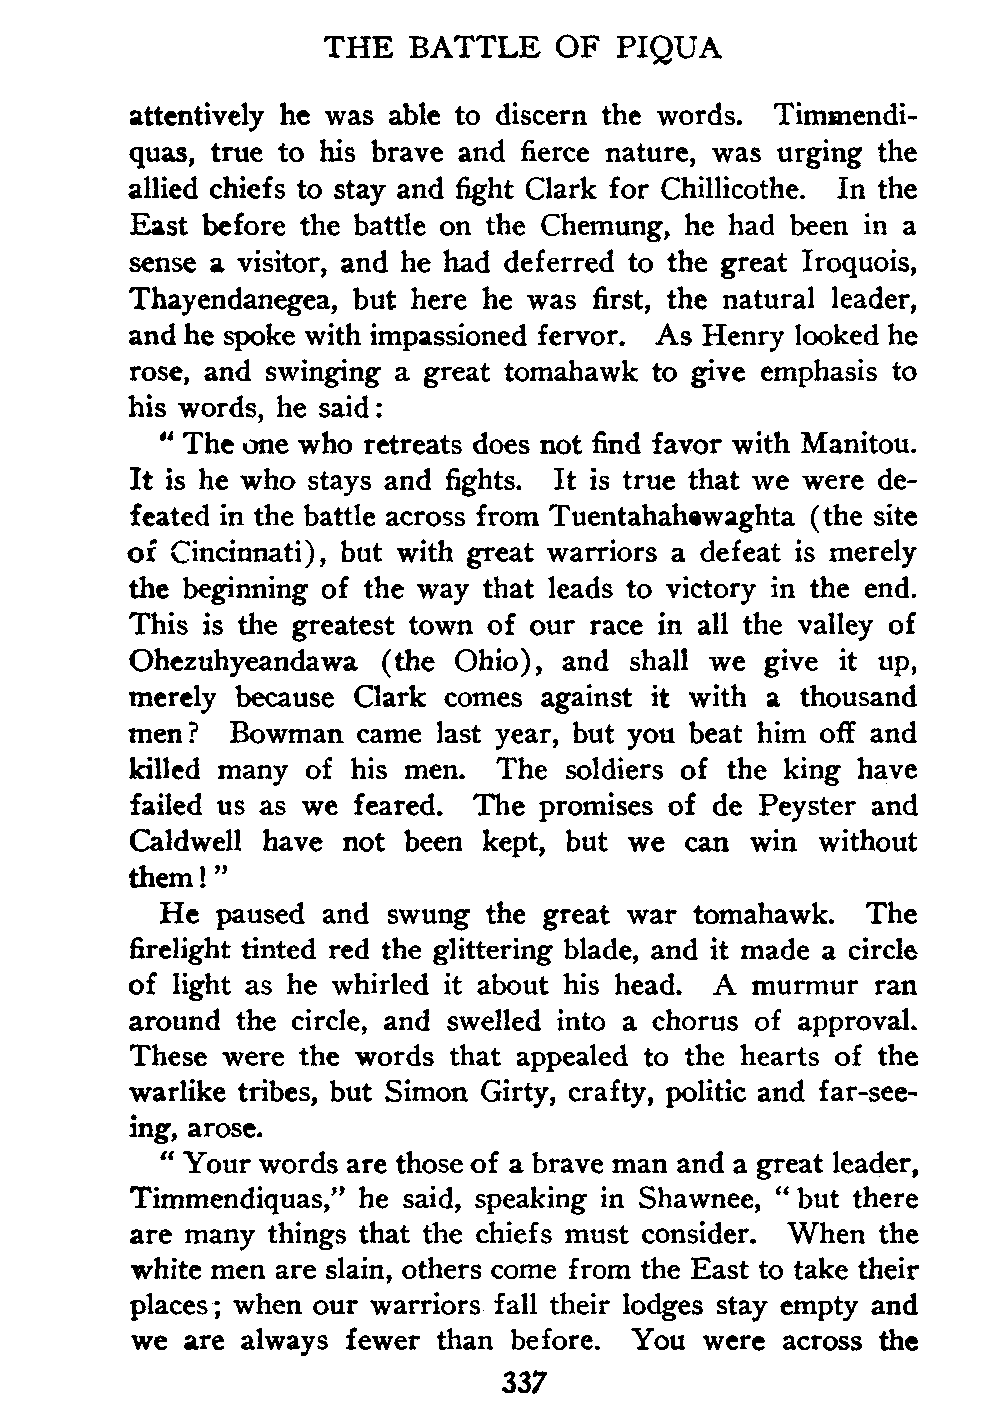 THE BATTLE OF PIQUA
attentively he was able to discern the words. Timmendi-
quas, true to his brave and fierce nature, was urging the
allied chiefs to stay and fight Clark for Chillicothe. In the
East before the battle on the Chemung, he had been in a
sense a visitor, and he had deferred to the great Iroquois,
Thayendanegea, but here he was first, the natural leader,
and he spoke with impassioned fervor. As Henry looked he
rose, and swinging a great tomahawk to give emphasis to
his words, he said:
"The one who retreats does not find favor with Manitou.
It is he who stays and fights. It is true that we were de-
feated in the battle across from Tuentahahewaghta (the site
of Cincinnati), but with great warriors a defeat is merely
the beginning of the way that leads to victory in the end.
This is the greatest town of our race in all the valley of
Ohezuhyeandawa (the Ohio), and shall we give it up,
merely because Clark comes against it with a thousand
men? Bowman came last year, but you beat him off and
killed many of his men. The soldiers of the king have
failed us as we feared. The promises of de Peyster and
Caldwell have not been kept, but we can win without
them!"
He paused and swung the great war tomahawk. The
firelight tinted red the glittering blade, and it made a circle
of light as he whirled it about his head. A murmur ran
around the circle, and swelled into a chorus of approval.
These were the words that appealed to the hearts of the
warlike tribes, but Simon Girty, crafty, politic and far-see-
ing, arose.
"Your words are those of a brave man and a great leader,
Timmendiquas," he said, speaking in Shawnee, "but there
are many things that the chiefs must consider. When the
white men are slain, others come from the East to take their
places; when our warriors fall their lodges stay empty and
we are always fewer than before. You were across the
337